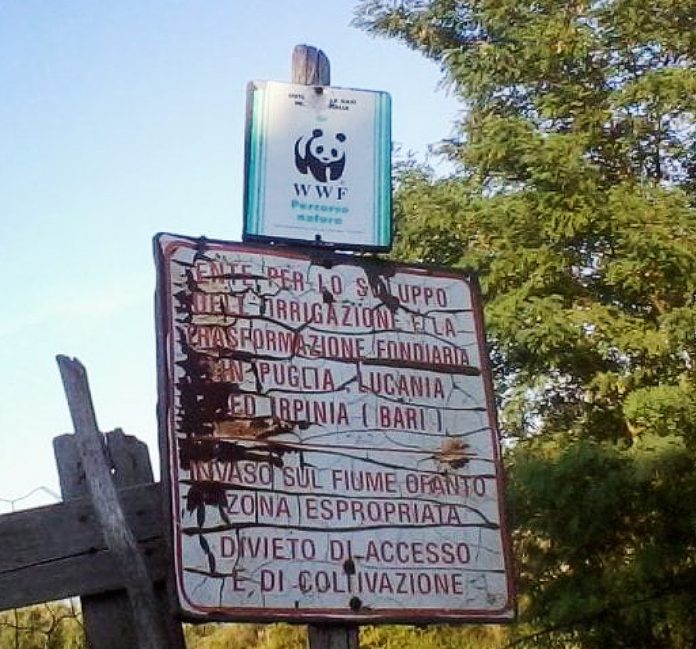 WWF
Percorso
natura
ENTE PER LO SVILUPPO
DELL'IRRIGAZIONE E LA
TRASFORMAZIONE FONDIARIA
IN PUGLIA LUCANIA
ED IRPINIA ( BARI )
INVASO SUL FIUME OFANTO
ZONA ESPROPRIATA
DIVIETO DI ACCESSO
E DI COLTIVAZIONE